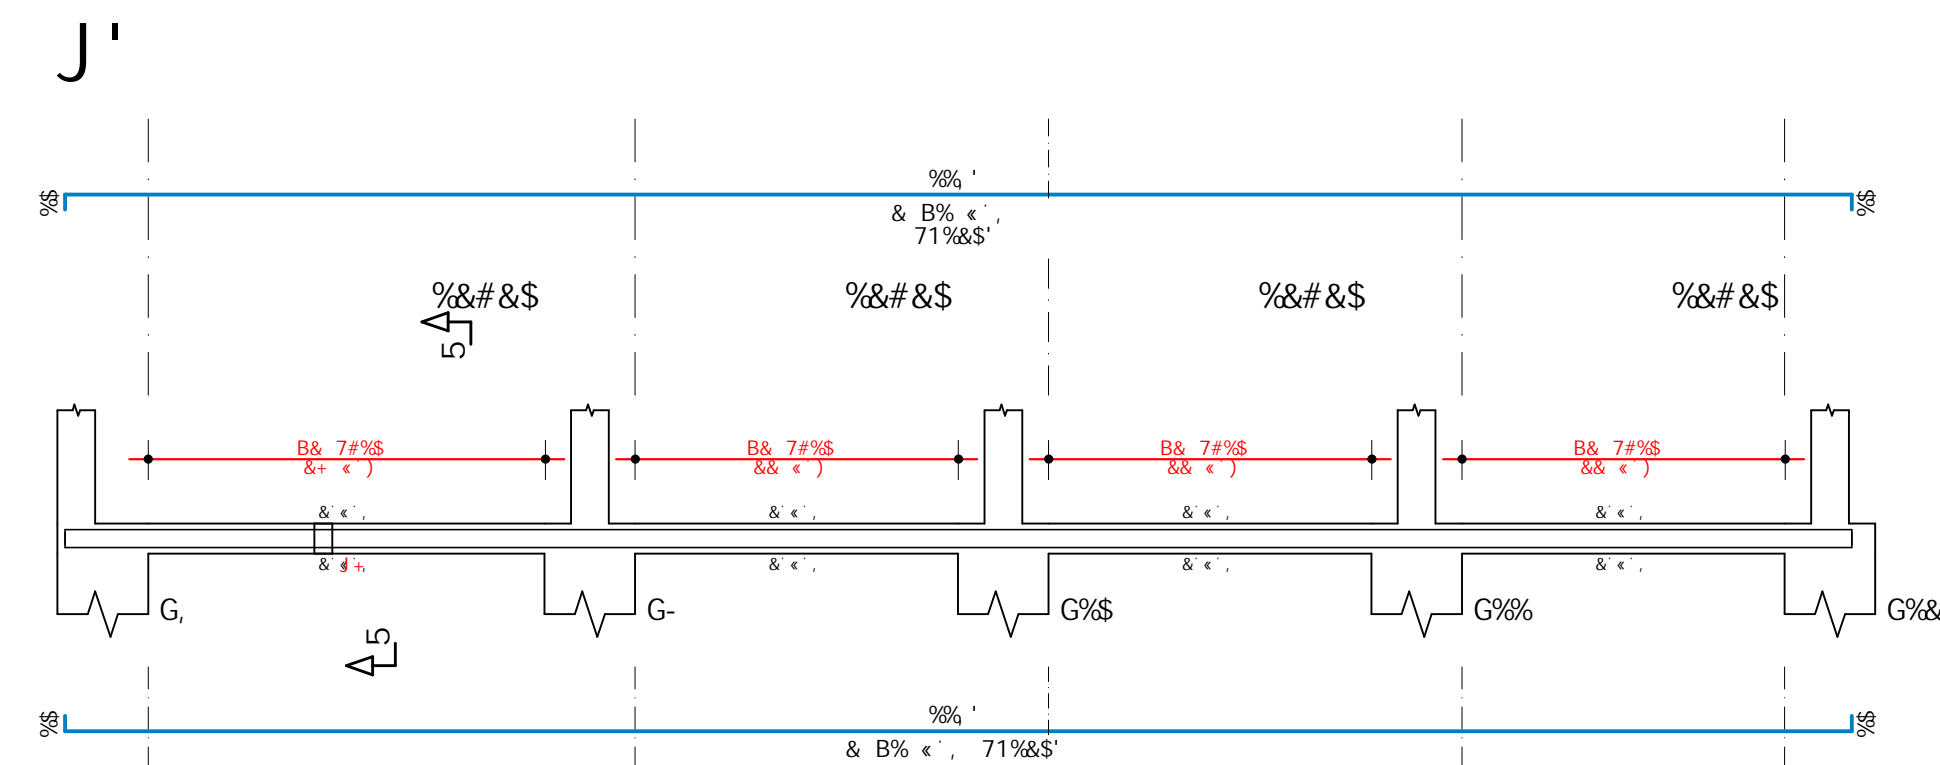 J '
%% '
%$
%$
& B% « ˙ ,
71%&$'
%&#&$ %&#&$ %&#&$ %&#&$
5
B& 7#%$ B& 7#%$ B& 7#%$ B& 7#%$
&+ « ˙) && « ˙) && « ˙) && « ˙)
&˙ « ˙, &˙ « ˙, &˙ « ˙,
&˙ « ˙, &˙ « ˙, &˙ « ˙,
G, G- G%$ G%% G%&
5
%%, '
%$
%$
& B% « ˙ , 71%&$'